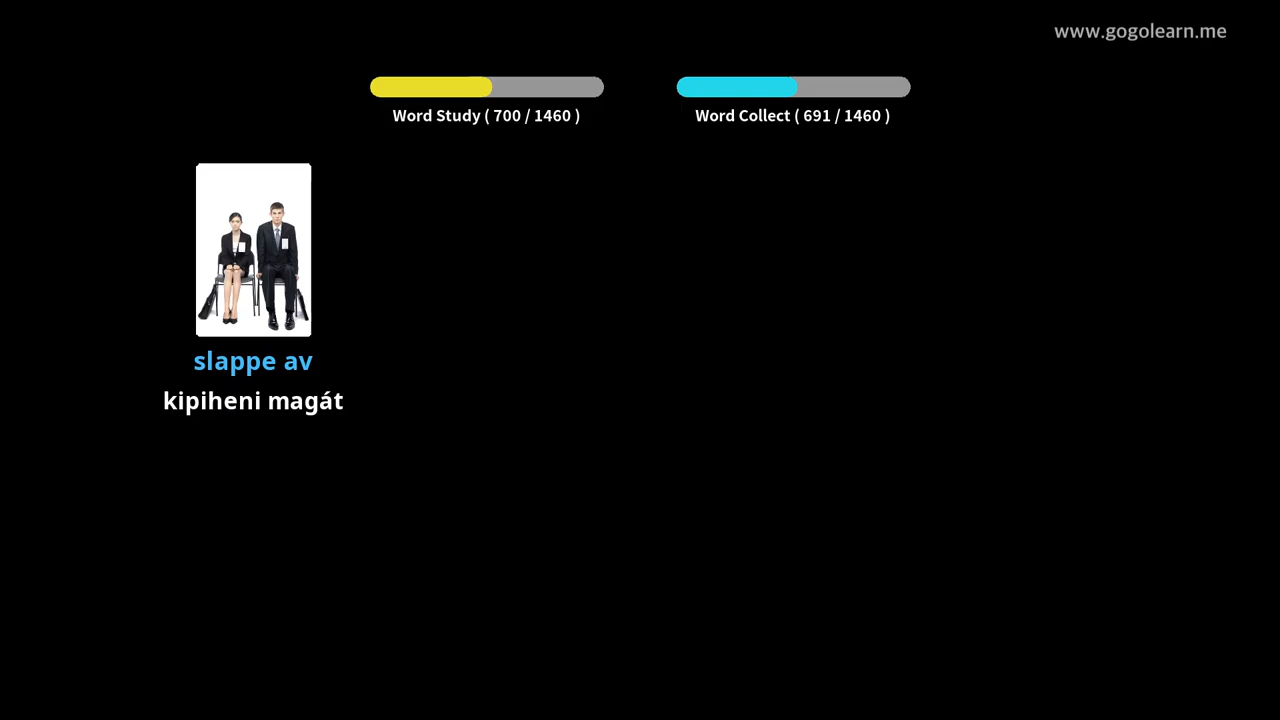 www.gogolearn.me
Word Study ( 700 / 1460 )
Word Collect ( 691 / 1460 )
slappe av
kipiheni magát